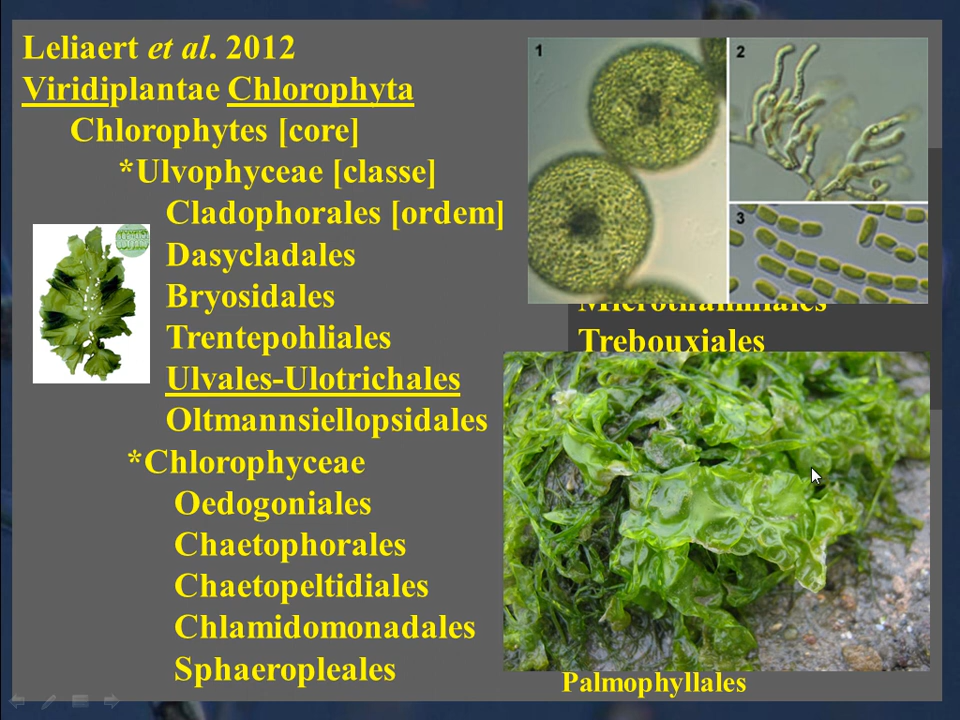 Leliaert et al. 2012
Viridiplantae Chlorophyta
Chlorophytes [core]
*Ulvophyceae [classe]
Cladophorales [ordem]
Dasycladales
Bryosidales
Trentepohliales
Ulvales-Ulotrichales
Oltmannsiellopsidales
*Chlorophyceae
Oedogoniales
Chaetophorales
Chaetopeltidiales
Chlamidomonadales
Sphaeropleales
1
2
3
Trebouxiales
Palmophyllales